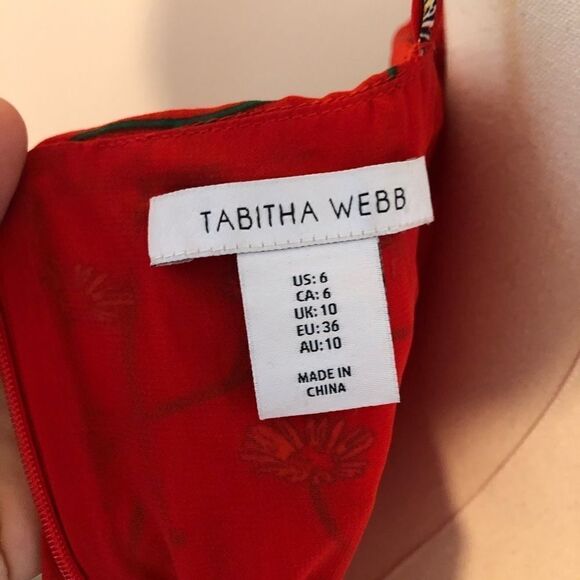 TABITHA WEBB
US: 6
CA: 6
UK: 10
EU: 36
AU: 10
MADE IN
CHINA